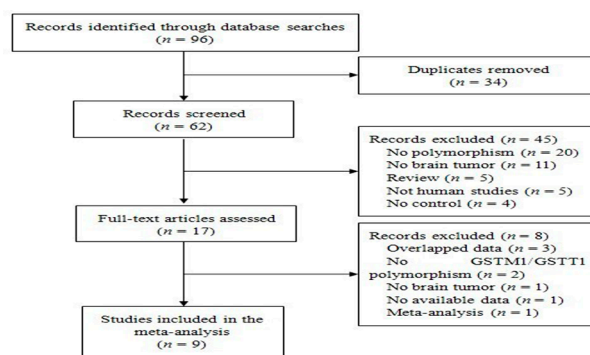 Records identified through database searches
(n = 96)
Duplicates removed
(n = 34)
Records screened
(n = 62)
Records excluded (n = 45)
No polymorphism (n = 20)
No brain tumor (n = 11)
Review (n = 5)
Not human studies (n = 5)
No control (n = 4)
Full-text articles assessed
(n = 17)
Records excluded (n = 8)
Overlapped data (n = 3)
No GSTM1/GSTT1
polymorphism (n = 2)
No brain tumor (n = 1)
No available data (n = 1)
Meta-analysis (n = 1)
Studies included in the
meta-analysis
(n = 9)